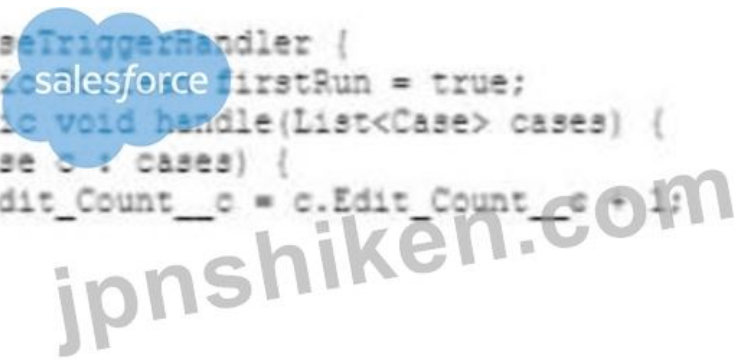 seTriggerHandler {
salesforce
firstRun = true;
ic void handle(List<Case> cases) {
se c : cases) {
dit_Count__c = c.Edit_Count__c + 1;
jpnshiken.com